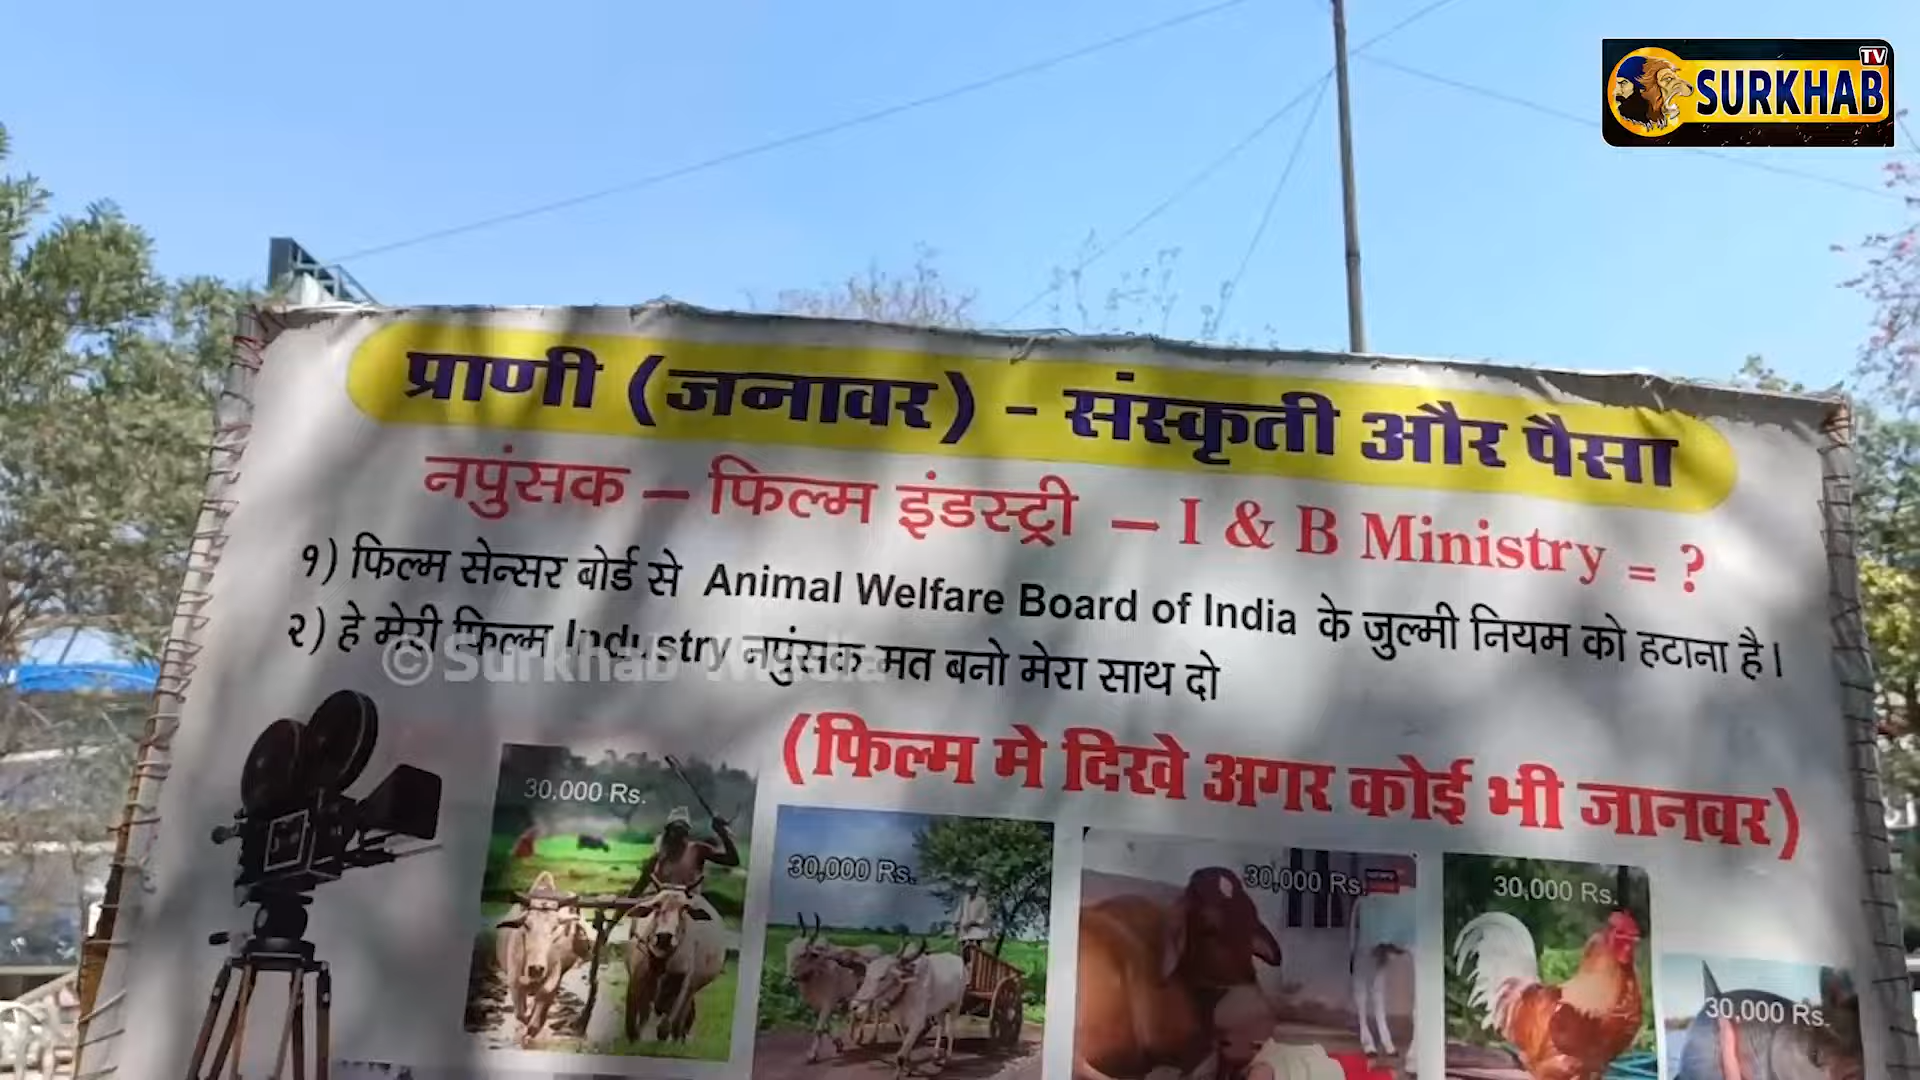 TV
SURKHAB
प्राणी (जनावर) - संस्कृती और पैसा
नपुंसक – फिल्म इंडस्ट्री – I & B Ministry = ?
१) फिल्म सेन्सर बोर्ड से Animal Welfare Board of India के जुल्मी नियम को हटाना है।
२) हे मेरी फिल्म Industry नपुंसक मत बनो मेरा साथ दो
© Surkhab Media
(फिल्म मे दिखे अगर कोई भी जानवर)
30,000 Rs.
30,000 Rs.
30,000 Rs.
30,000 Rs.
30,000 Rs.